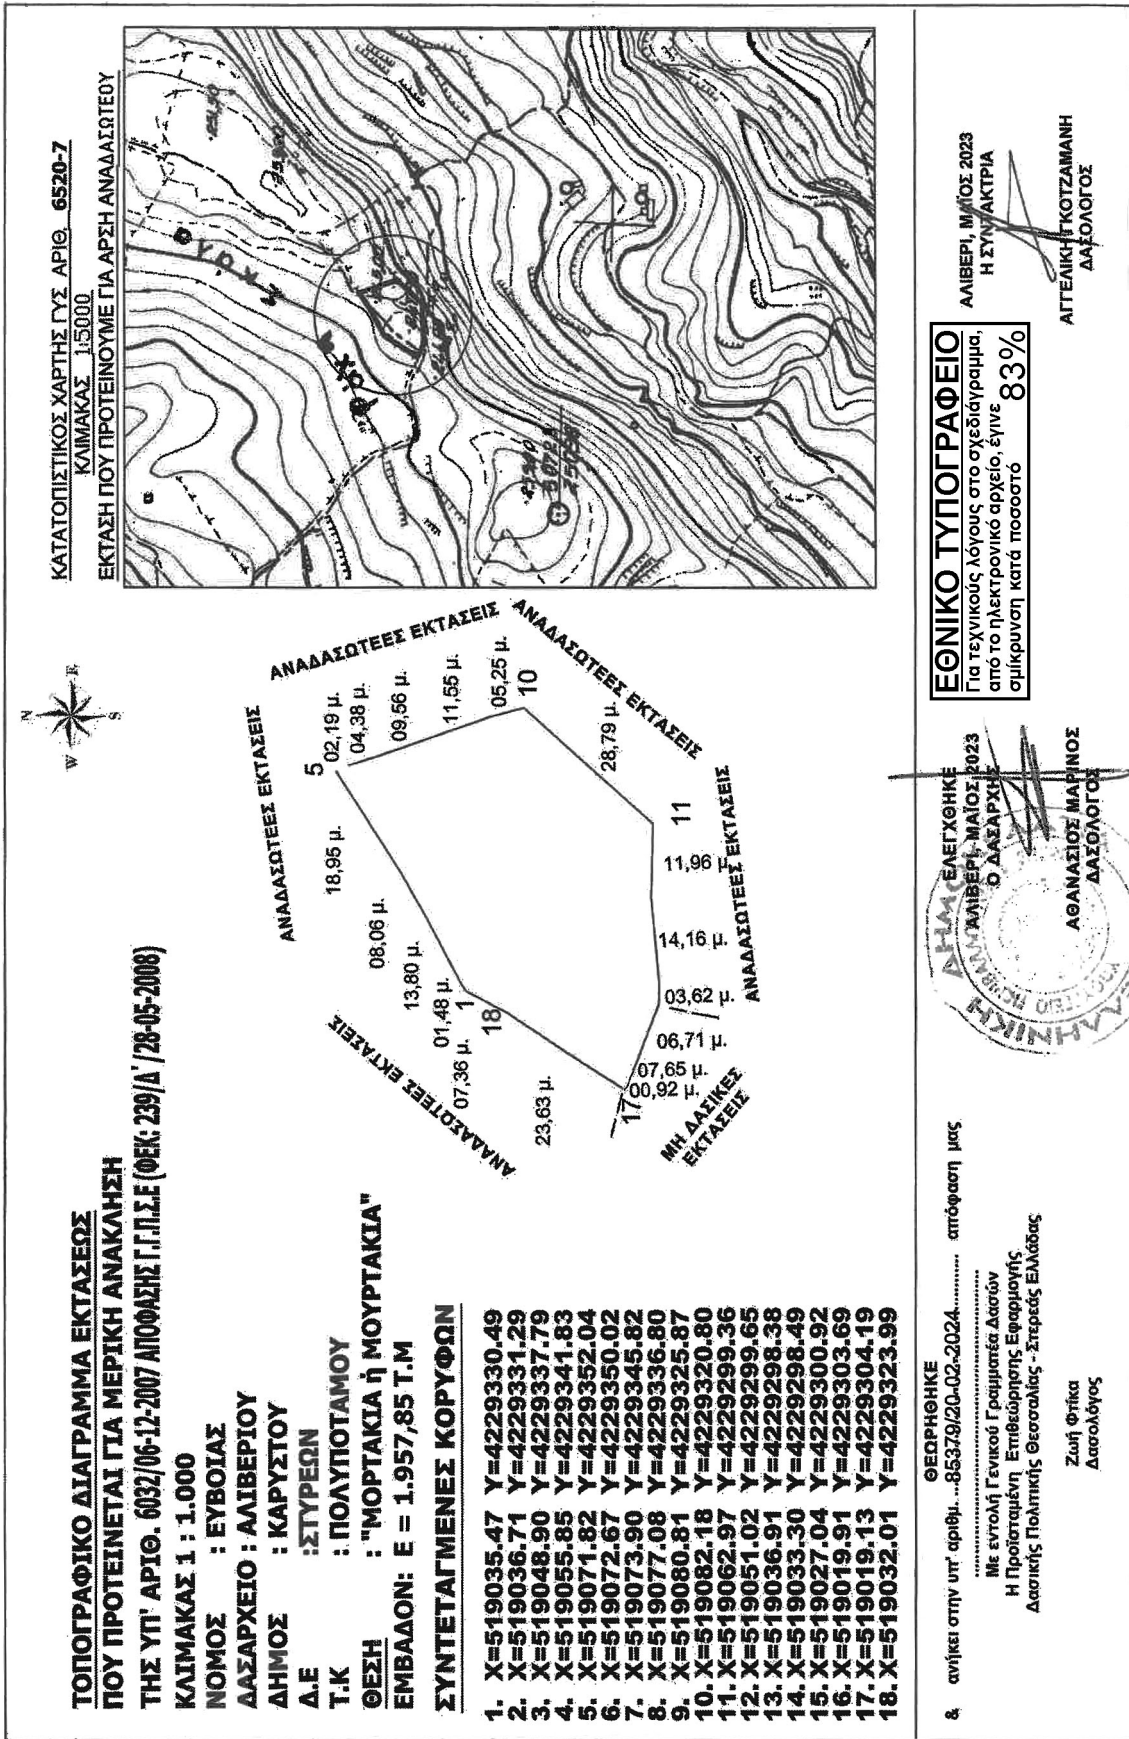 ΤΟΠΟΓΡΑΦΙΚΟ ΔΙΑΓΡΑΜΜΑ ΕΚΤΑΣΕΩΣ
ΠΟΥ ΠΡΟΤΕΙΝΕΤΑΙ ΓΙΑ ΜΕΡΙΚΗ ΑΝΑΚΛΗΣΗ
ΤΗΣ ΥΠ' ΑΡΙΘ. 6032/06-12-2007 ΑΠΟΦΑΣΗΣ Γ.Γ.Π.Σ.Ε (ΦΕΚ: 239/Δ'/28-05-2008)
ΚΛΙΜΑΚΑΣ 1 : 1.000
ΝΟΜΟΣ : ΕΥΒΟΙΑΣ
ΔΑΣΑΡΧΕΙΟ : ΑΛΙΒΕΡΙΟΥ
ΔΗΜΟΣ : ΚΑΡΥΣΤΟΥ
Δ.Ε :ΣΤΥΡΕΩΝ
Τ.Κ : ΠΟΛΥΠΟΤΑΜΟΥ
ΘΕΣΗ : "ΜΟΡΤΑΚΙΑ ή ΜΟΥΡΤΑΚΙΑ"
ΕΜΒΑΔΟΝ: Ε = 1.957,85 Τ.Μ
ΣΥΝΤΕΤΑΓΜΕΝΕΣ ΚΟΡΥΦΩΝ
1. X=519035.47 Y=4229330.49
2. X=519036.71 Y=4229331.29
3. X=519048.90 Y=4229337.79
4. X=519055.85 Y=4229341.83
5. X=519071.82 Y=4229352.04
6. X=519072.67 Y=4229350.02
7. X=519073.90 Y=4229345.82
8. X=519077.08 Y=4229336.80
9. X=519080.81 Y=4229325.87
10. X=519082.18 Y=4229320.80
11. X=519062.97 Y=4229299.36
12. X=519051.02 Y=4229299.65
13. X=519036.91 Y=4229298.38
14. X=519033.30 Y=4229298.49
15. X=519027.04 Y=4229300.92
16. X=519019.91 Y=4229303.69
17. X=519019.13 Y=4229304.19
18. X=519032.01 Y=4229323.99
N
W
E
S
ΑΝΑΔΑΣΩΤΕΕΣ ΕΚΤΑΣΕΙΣ
ΑΝΑΔΑΣΩΤΕΕΣ ΕΚΤΑΣΕΙΣ
ΑΝΑΔΑΣΩΤΕΕΣ ΕΚΤΑΣΕΙΣ
ΑΝΑΔΑΣΩΤΕΕΣ ΕΚΤΑΣΕΙΣ
ΑΝΑΔΑΣΩΤΕΕΣ ΕΚΤΑΣΕΙΣ
ΜΗ ΔΑΣΙΚΕΣ
ΕΚΤΑΣΕΙΣ
5
02,19 μ.
04,38 μ.
09,56 μ.
11,55 μ.
05,25 μ.
10
28,79 μ.
11
11,96 μ.
14,16 μ.
03,62 μ.
06,71 μ.
07,65 μ.
00,92 μ.
17
23,63 μ.
07,36 μ.
18
1
01,48 μ.
13,80 μ.
08,06 μ.
18,95 μ.
ΚΑΤΑΤΟΠΙΣΤΙΚΟΣ ΧΑΡΤΗΣ ΓΥΣ ΑΡΙΘ. 6520-7
ΚΛΙΜΑΚΑΣ 1:5000
ΕΚΤΑΣΗ ΠΟΥ ΠΡΟΤΕΙΝΟΥΜΕ ΓΙΑ ΑΡΣΗ ΑΝΑΔΑΣΩΤΕΟΥ
&
ΘΕΩΡΗΘΗΚΕ
ανήκει στην υπ' αριθμ. ...85379/20-02-2024............ απόφαση μας
Με εντολή Γενικού Γραμματέα Δασών
Η Προϊσταμένη Επιθεώρησης Εφαρμογής
Δασικής Πολιτικής Θεσσαλίας - Στερεάς Ελλάδας
Ζωή Φτίκα
Δασολόγος
ΕΛΕΓΧΘΗΚΕ
ΑΛΙΒΕΡΙ, ΜΑΪΟΣ 2023
Ο ΔΑΣΑΡΧΗΣ
ΑΘΑΝΑΣΙΟΣ ΜΑΡΙΝΟΣ
ΔΑΣΟΛΟΓΟΣ
ΕΘΝΙΚΟ ΤΥΠΟΓΡΑΦΕΙΟ
Για τεχνικούς λόγους στο σχεδιάγραμμα,
από το ηλεκτρονικό αρχείο, έγινε
σμίκρυνση κατά ποσοστό 83%
ΑΛΙΒΕΡΙ, ΜΑΪΟΣ 2023
Η ΣΥΝΤΑΚΤΡΙΑ
ΑΓΓΕΛΙΚΗ ΓΚΟΤΖΑΜΑΝΗ
ΔΑΣΟΛΟΓΟΣ